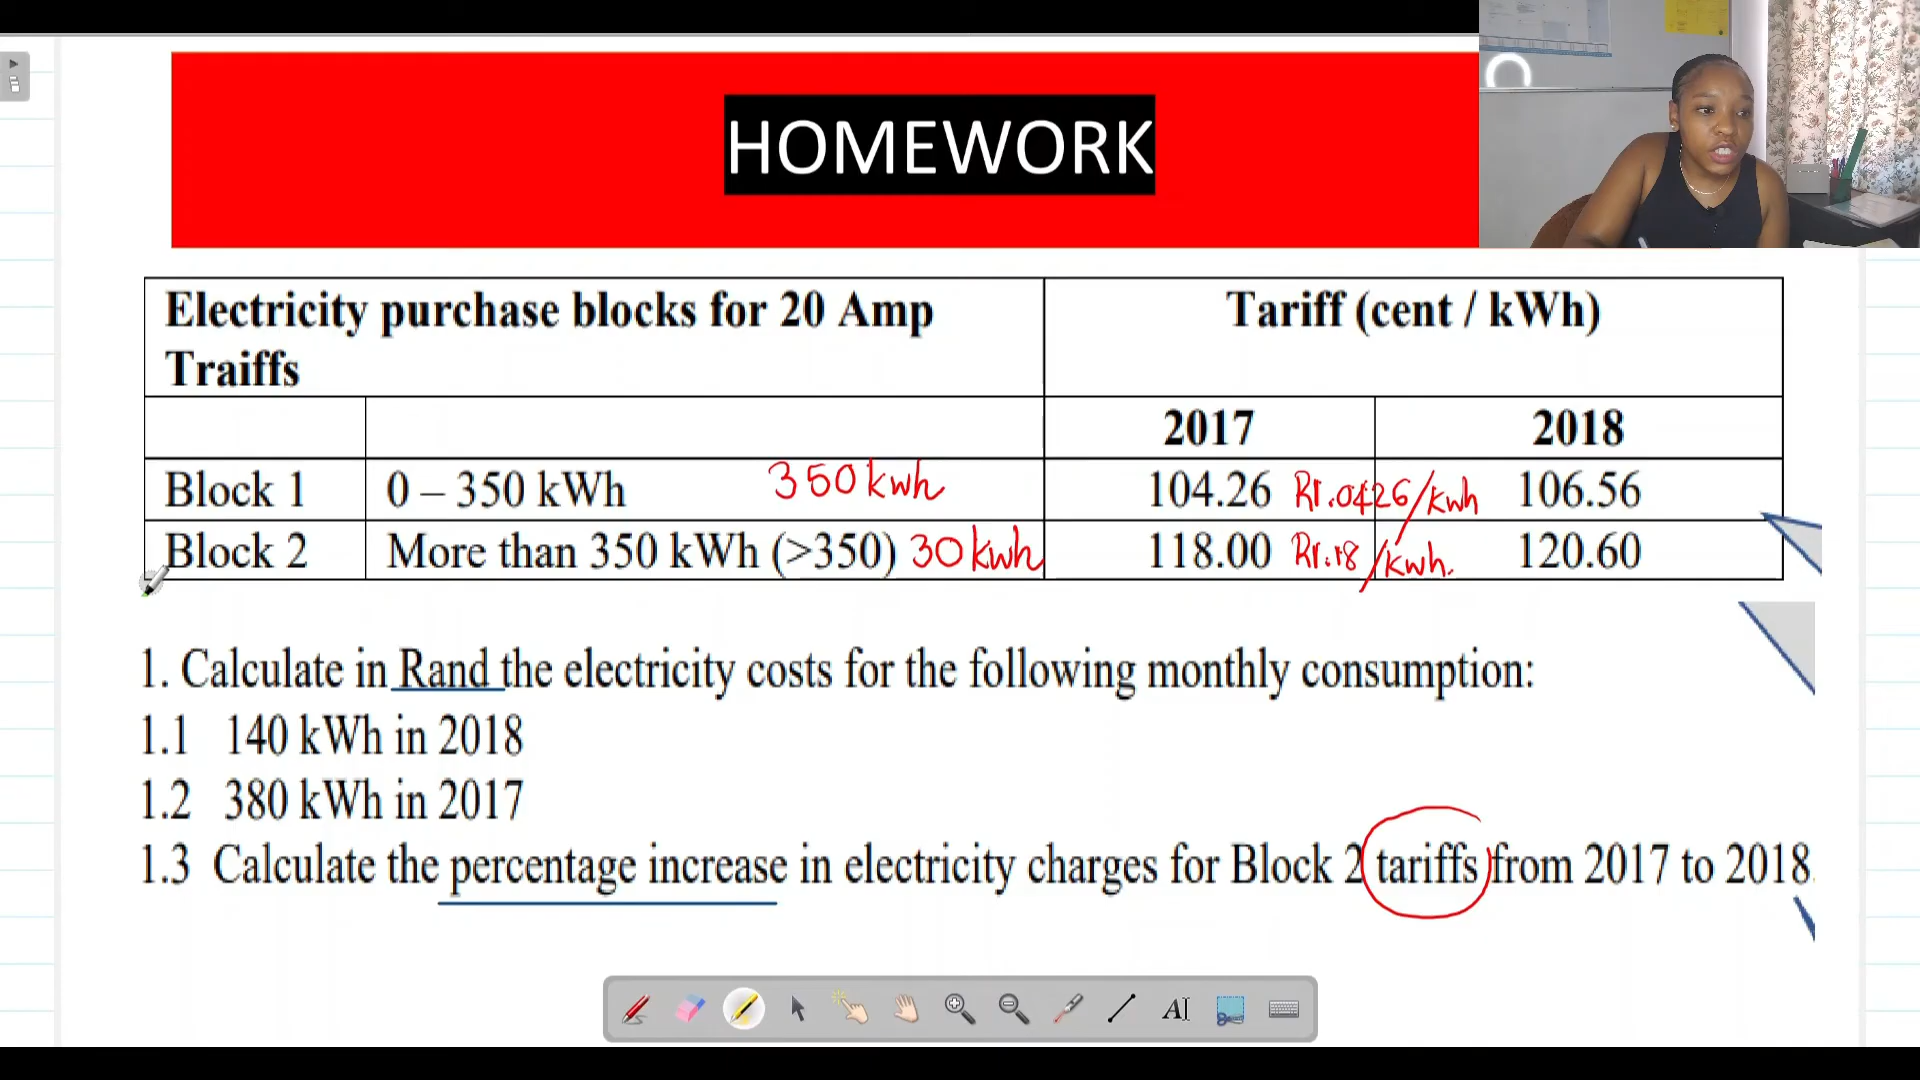 HOMEWORK
Electricity purchase blocks for 20 Amp Tariff (cent / kWh)
Traiffs
2017 2018
Block 1 0 – 350 kWh 350kwh 104.26 R1.0426/kwh 106.56
Block 2 More than 350 kWh (>350) 30kwh 118.00 R1.18/kwh. 120.60
1. Calculate in Rand the electricity costs for the following monthly consumption:
1.1 140 kWh in 2018
1.2 380 kWh in 2017
1.3 Calculate the percentage increase in electricity charges for Block 2 tariffs from 2017 to 2018.
AI